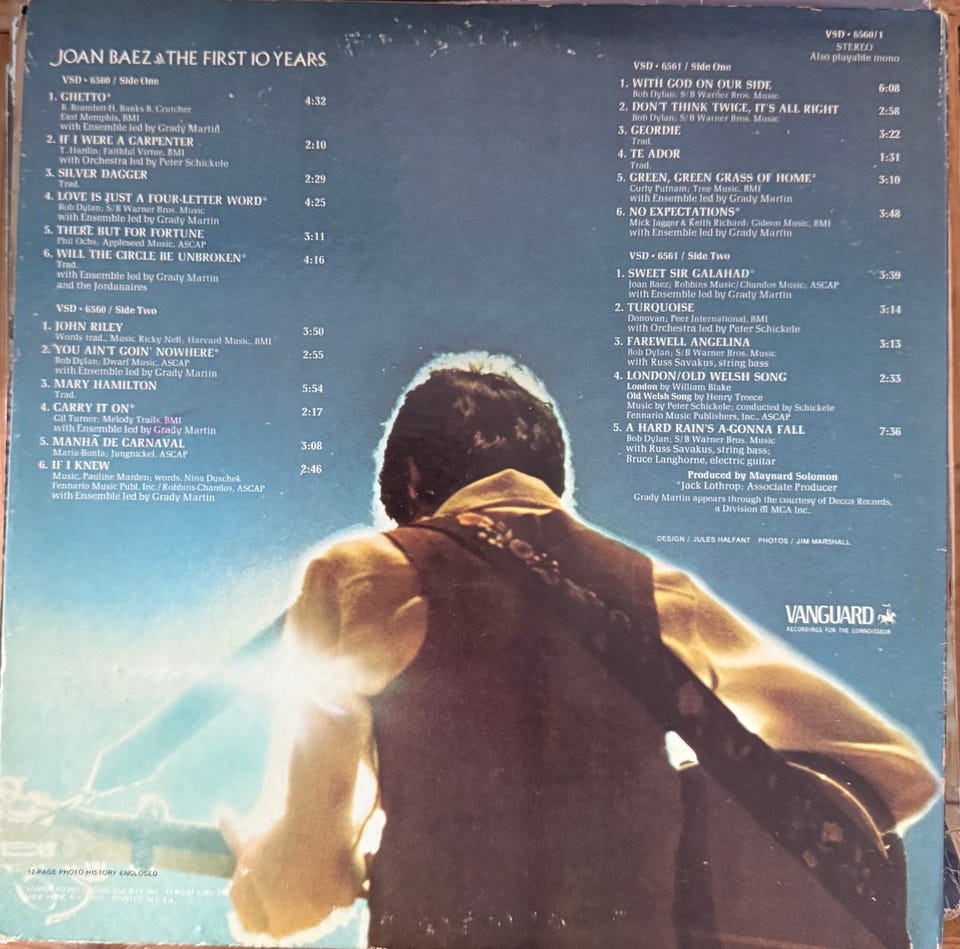 JOAN BAEZ THE FIRST 10 YEARS
VSD • 6560 / Side One
1. GHETTO* 4:32
B. Bramlett-H. Banks-B. Crutcher
East Memphis, BMI
with Ensemble led by Grady Martin
2. IF I WERE A CARPENTER 2:10
T. Hardin; Faithful Virtue, BMI
with Orchestra led by Peter Schickele
3. SILVER DAGGER 2:29
Trad.
4. LOVE IS JUST A FOUR-LETTER WORD* 4:25
Bob Dylan; S/B Warner Bros. Music
with Ensemble led by Grady Martin
5. THERE BUT FOR FORTUNE 3:11
Phil Ochs; Appleseed Music, ASCAP
6. WILL THE CIRCLE BE UNBROKEN* 4:16
Trad.
with Ensemble led by Grady Martin
and the Jordanaires
VSD • 6560 / Side Two
1. JOHN RILEY 3:50
Words trad., Music Ricky Neff; Harvard Music, BMI
2. YOU AIN'T GOIN' NOWHERE* 2:55
Bob Dylan; Dwarf Music, ASCAP
with Ensemble led by Grady Martin
3. MARY HAMILTON 5:54
Trad.
4. CARRY IT ON* 2:17
Gil Turner; Melody Trails, BMI
with Ensemble led by Grady Martin
5. MANHÃ DE CARNAVAL 3:08
Maria-Bonfa; Jungnickel, ASCAP
6. IF I KNEW 2:46
Music, Pauline Marden; words, Nina Duschek
Fennario Music Publ. Inc./Robbins-Chandos, ASCAP
with Ensemble led by Grady Martin
VSD • 6560/1
STEREO
Also playable mono
VSD • 6561 / Side One
1. WITH GOD ON OUR SIDE 6:08
Bob Dylan; S/B Warner Bros. Music
2. DON'T THINK TWICE, IT'S ALL RIGHT 2:58
Bob Dylan; S/B Warner Bros. Music
3. GEORDIE 3:22
Trad.
4. TE ADOR 1:31
Trad.
5. GREEN, GREEN GRASS OF HOME* 3:10
Curly Putnam; Tree Music, BMI
with Ensemble led by Grady Martin
6. NO EXPECTATIONS* 3:48
Mick Jagger & Keith Richard; Gideon Music, BMI
with Ensemble led by Grady Martin
VSD • 6561 / Side Two
1. SWEET SIR GALAHAD* 3:39
Joan Baez; Robbins Music/Chandos Music; ASCAP
with Ensemble led by Grady Martin
2. TURQUOISE 3:14
Donovan; Peer International, BMI
with Orchestra led by Peter Schickele
3. FAREWELL ANGELINA 3:13
Bob Dylan; S/B Warner Bros. Music
with Russ Savakus, string bass
4. LONDON/OLD WELSH SONG 2:33
London by William Blake
Old Welsh Song by Henry Treece
Music by Peter Schickele; conducted by Schickele
Fennario Music Publishers, Inc., ASCAP
5. A HARD RAIN'S A-GONNA FALL 7:36
Bob Dylan; S/B Warner Bros. Music
with Russ Savakus, string bass;
Bruce Langhorne, electric guitar
Produced by Maynard Solomon
*Jack Lothrop; Associate Producer
Grady Martin appears through the courtesy of Decca Records,
a Division of MCA Inc.
DESIGN / JULES HALFANT PHOTOS / JIM MARSHALL
VANGUARD
RECORDINGS FOR THE CONNOISSEUR
12-PAGE PHOTO HISTORY ENCLOSED
NEW YORK, N.Y. PRINTED IN U.S.A.